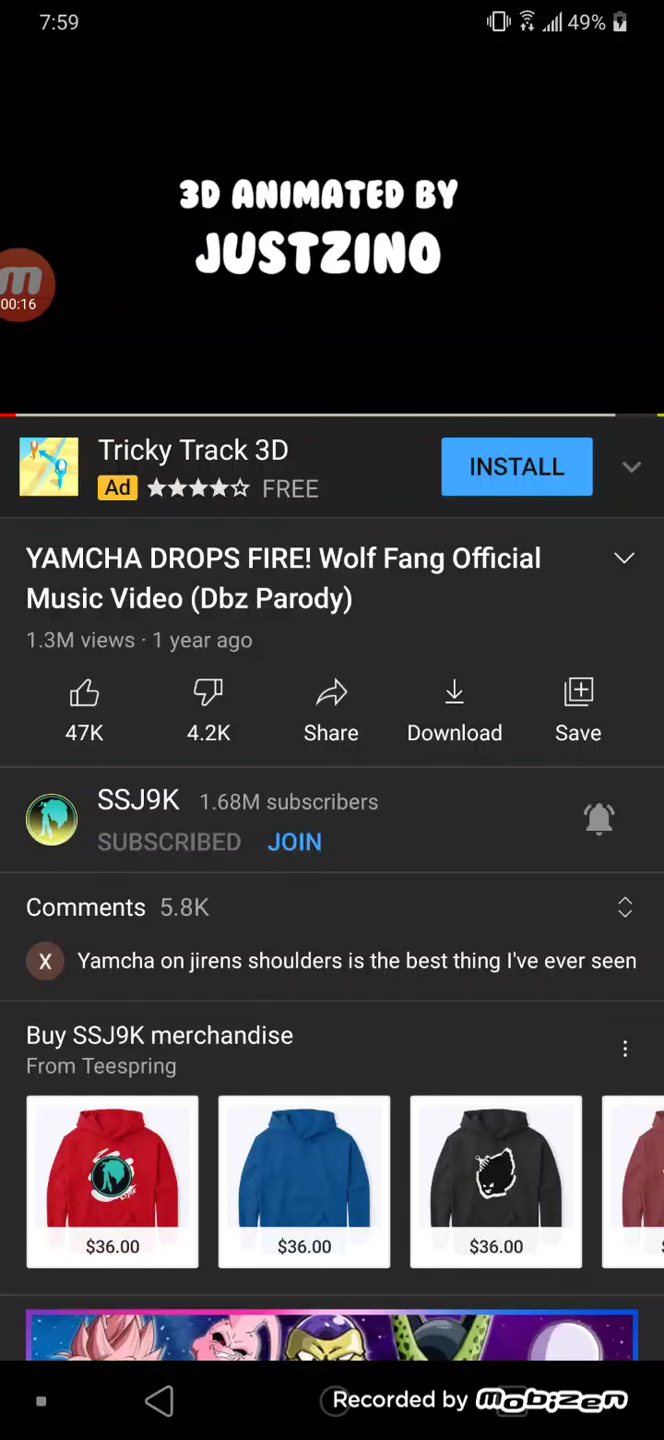 7:59
49%
3D ANIMATED BY
JUSTZINO
00:16
Tricky Track 3D
Ad FREE
INSTALL
YAMCHA DROPS FIRE! Wolf Fang Official
Music Video (Dbz Parody)
1.3M views · 1 year ago
47K 4.2K Share Download Save
SSJ9K 1.68M subscribers
SUBSCRIBED JOIN
Comments 5.8K
X Yamcha on jirens shoulders is the best thing I've ever seen
Buy SSJ9K merchandise
From Teespring
$36.00 $36.00 $36.00
Recorded by mobizen